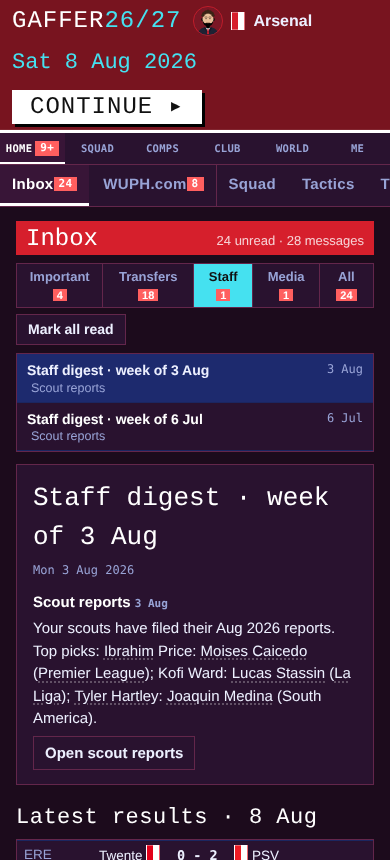 GAFFER26/27 Arsenal
Sat 8 Aug 2026
CONTINUE ▸
HOME 9+ SQUAD COMPS CLUB WORLD ME
Inbox 24 WUPH.com 8 Squad Tactics T
Inbox 24 unread · 28 messages
Important Transfers Staff Media All
4 18 1 1 24
Mark all read
Staff digest · week of 3 Aug 3 Aug
Scout reports
Staff digest · week of 6 Jul 6 Jul
Scout reports
Staff digest · week
of 3 Aug
Mon 3 Aug 2026
Scout reports 3 Aug
Your scouts have filed their Aug 2026 reports.
Top picks: Ibrahim Price: Moises Caicedo
(Premier League); Kofi Ward: Lucas Stassin (La
Liga); Tyler Hartley: Joaquin Medina (South
America).
Open scout reports
Latest results · 8 Aug
ERE Twente 0 - 2 PSV